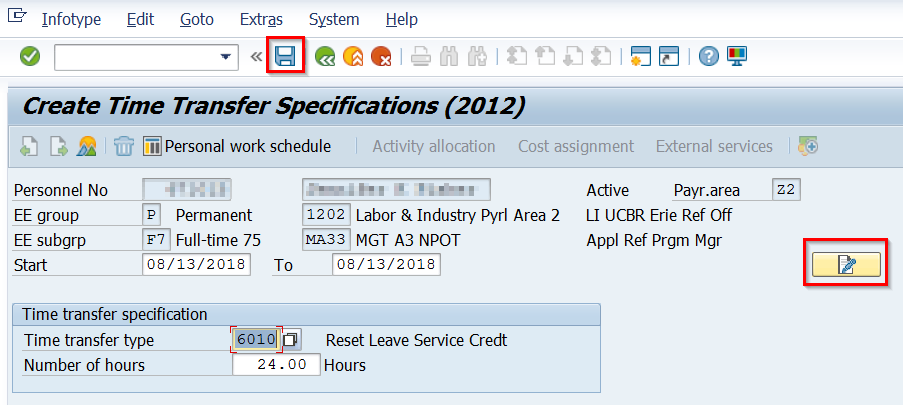 Infotype Edit Goto Extras System Help
Create Time Transfer Specifications (2012)
Personal work schedule Activity allocation Cost assignment External services
Personnel No Active Payr.area Z2
EE group P Permanent 1202 Labor & Industry Pyrl Area 2 LI UCBR Erie Ref Off
EE subgrp F7 Full-time 75 MA33 MGT A3 NPOT Appl Ref Prgm Mgr
Start 08/13/2018 To 08/13/2018
Time transfer specification
Time transfer type 6010 Reset Leave Service Credt
Number of hours 24.00 Hours